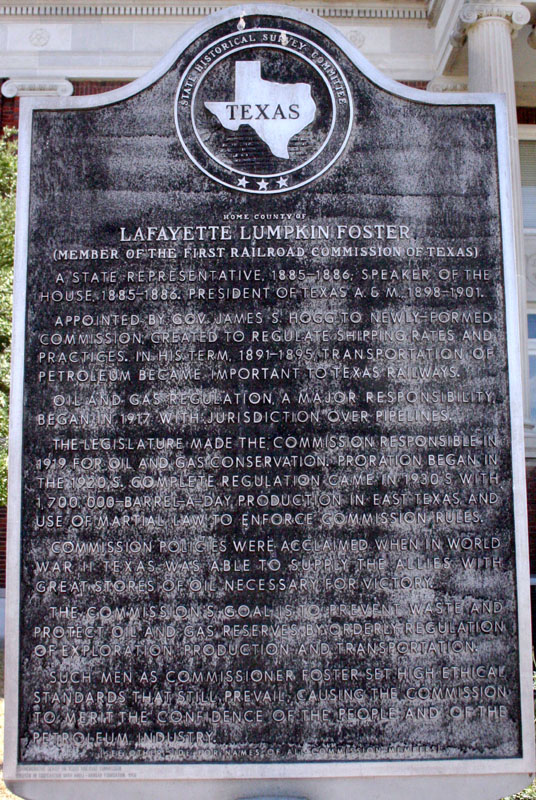 STATE HISTORICAL SURVEY COMMITTEE
TEXAS
HOME COUNTY OF
LAFAYETTE LUMPKIN FOSTER
(MEMBER OF THE FIRST RAILROAD COMMISSION OF TEXAS)
A STATE REPRESENTATIVE, 1885-1886; SPEAKER OF THE
HOUSE, 1885-1886. PRESIDENT OF TEXAS A. & M., 1898-1901.
APPOINTED BY GOV. JAMES S. HOGG TO NEWLY-FORMED
COMMISSION, CREATED TO REGULATE SHIPPING RATES AND
PRACTICES. IN HIS TERM, 1891-1895, TRANSPORTATION OF
PETROLEUM BECAME IMPORTANT TO TEXAS RAILWAYS.
OIL AND GAS REGULATION, A MAJOR RESPONSIBILITY,
BEGAN IN 1917 WITH JURISDICTION OVER PIPELINES.
THE LEGISLATURE MADE THE COMMISSION RESPONSIBLE IN
1919 FOR OIL AND GAS CONSERVATION. PRORATION BEGAN IN
THE 1920'S. COMPLETE REGULATION CAME IN 1930'S WITH
1,700,000-BARREL-A-DAY PRODUCTION IN EAST TEXAS AND
USE OF MARTIAL LAW TO ENFORCE COMMISSION RULES.
COMMISSION POLICIES WERE ACCLAIMED WHEN IN WORLD
WAR II TEXAS WAS ABLE TO SUPPLY THE ALLIES WITH
GREAT STORES OF OIL NECESSARY FOR VICTORY.
THE COMMISSION'S GOAL IS TO PREVENT WASTE AND
PROTECT OIL AND GAS RESERVES BY ORDERLY REGULATION
OF EXPLORATION, PRODUCTION AND TRANSPORTATION.
SUCH MEN AS COMMISSIONER FOSTER SET HIGH ETHICAL
STANDARDS THAT STILL PREVAIL, CAUSING THE COMMISSION
TO MERIT THE CONFIDENCE OF THE PEOPLE AND OF THE
PETROLEUM INDUSTRY.
(SEE OTHER SIDE FOR NAMES OF ALL COMMISSION MEMBERS)